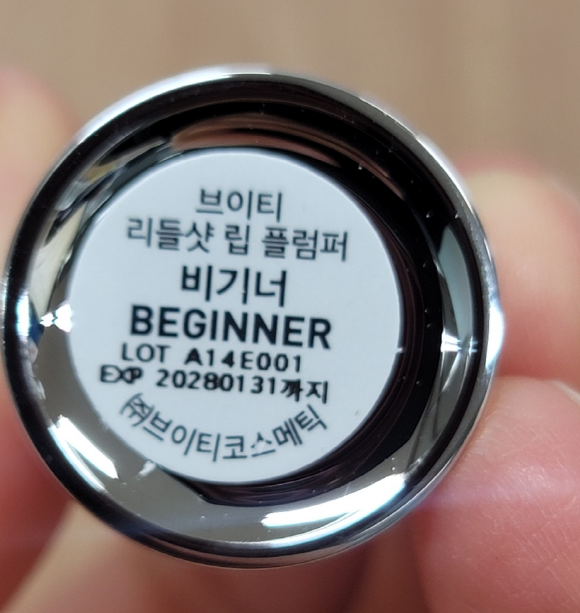 브이티
리들샷 립 플럼퍼
비기너
BEGINNER
LOT A14E001
EXP 20280131까지
㈜브이티코스메틱